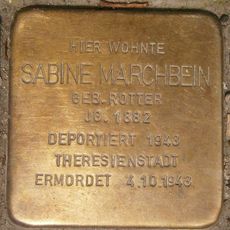 HIER WOHNTE
SABINE MARCHBEIN
GEB. ROTTER
JG. 1882
DEPORTIERT 1943
THERESIENSTADT
ERMORDET 4.10.1943